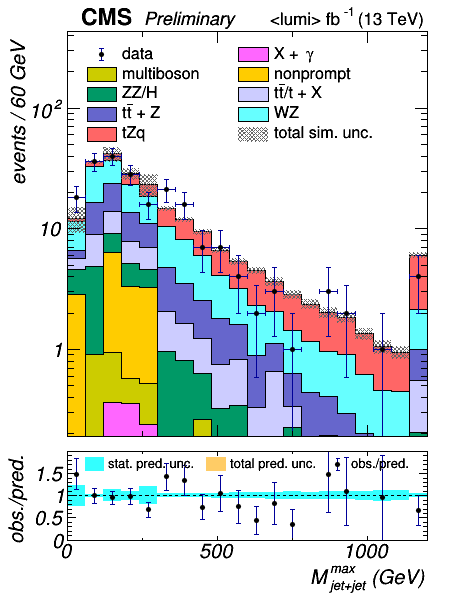 CMS Preliminary <lumi> fb⁻¹ (13 TeV)
events / 60 GeV
data
X + γ
multiboson
nonprompt
ZZ/H
tt̄/t + X
tt̄ + Z
WZ
tZq
total sim. unc.
10²
10
1
obs./pred.
stat. pred. unc.
total pred. unc.
obs./pred.
1.5
1
0.5
0
0
500
1000
M^max_jet+jet (GeV)